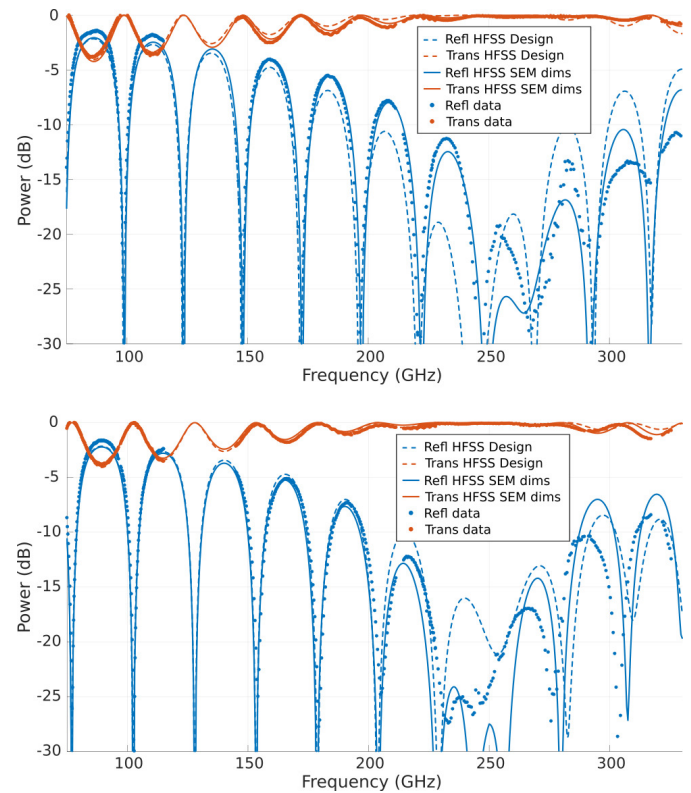 0
-5
-10
-15
-20
-25
-30
Power (dB)
Refl HFSS Design
Trans HFSS Design
Refl HFSS SEM dims
Trans HFSS SEM dims
Refl data
Trans data
100 150 200 250 300
Frequency (GHz)
0
-5
-10
-15
-20
-25
-30
Power (dB)
Refl HFSS Design
Trans HFSS Design
Refl HFSS SEM dims
Trans HFSS SEM dims
Refl data
Trans data
100 150 200 250 300
Frequency (GHz)